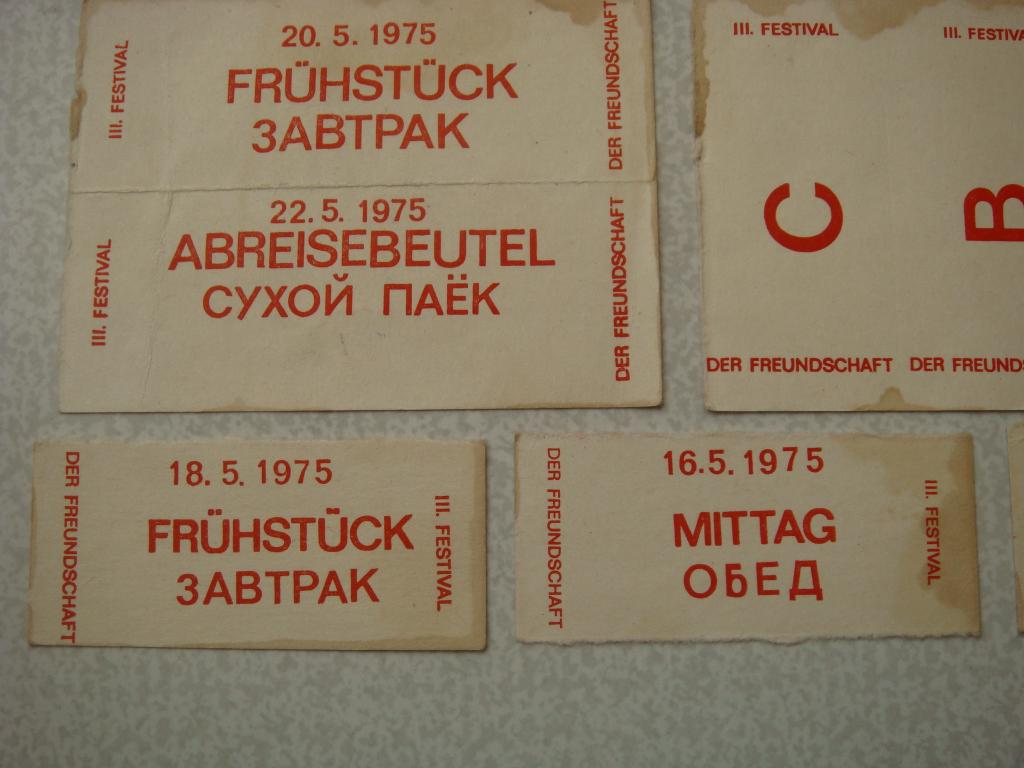 III. FESTIVAL
20. 5. 1975
FRÜHSTÜCK
ЗАВТРАК
DER FREUNDSCHAFT
III. FESTIVAL
22. 5. 1975
ABREISEBEUTEL
СУХОЙ ПАЁК
DER FREUNDSCHAFT
III. FESTIVAL
C
DER FREUNDSCHAFT
III. FESTIVA
B
DER FREUNDS
DER FREUNDSCHAFT
18. 5. 1975
FRÜHSTÜCK
ЗАВТРАК
III. FESTIVAL
DER FREUNDSCHAFT
16. 5. 1975
MITTAG
ОБЕД
III. FESTIVAL